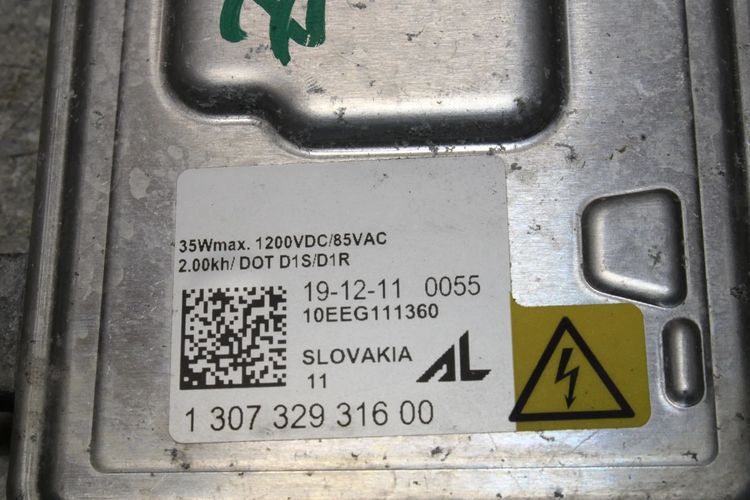 35Wmax. 1200VDC/85VAC
2.00kh/ DOT D1S/D1R
19-12-11 0055
10EEG111360
SLOVAKIA AL
11
1 307 329 316 00